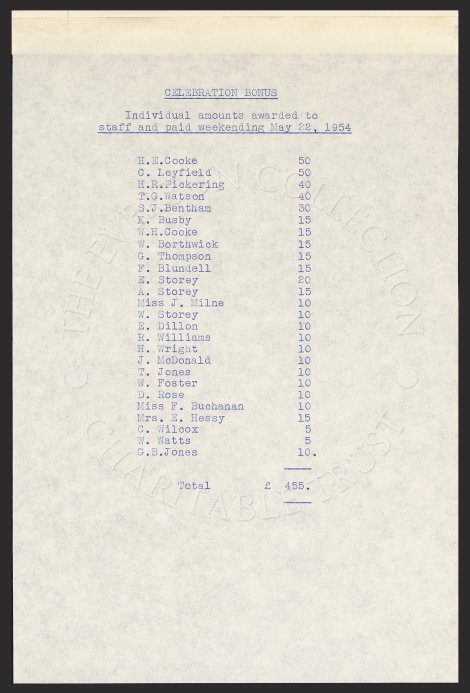 CELEBRATION BONUS
Individual amounts awarded to
staff and paid weekending May 22, 1954
H.E.Cooke 50
C. Leyfield 50
H.R.Pickering 40
T.G.Watson 40
S.J.Bentham 30
K. Busby 15
W.H.Cooke 15
W. Borthwick 15
G. Thompson 15
F. Blundell 15
E. Storey 20
A. Storey 15
Miss J. Milne 10
W. Storey 10
E. Dillon 10
R. Williams 10
H. Wright 10
J. McDonald 10
T. Jones 10
W. Foster 10
D. Rose 10
Miss F. Buchanan 10
Mrs. E. Hessy 15
C. Wilcox 5
W. Watts 5
G.B.Jones 10.
Total £ 455.
COLLECTION
CHARITABLE TRUST